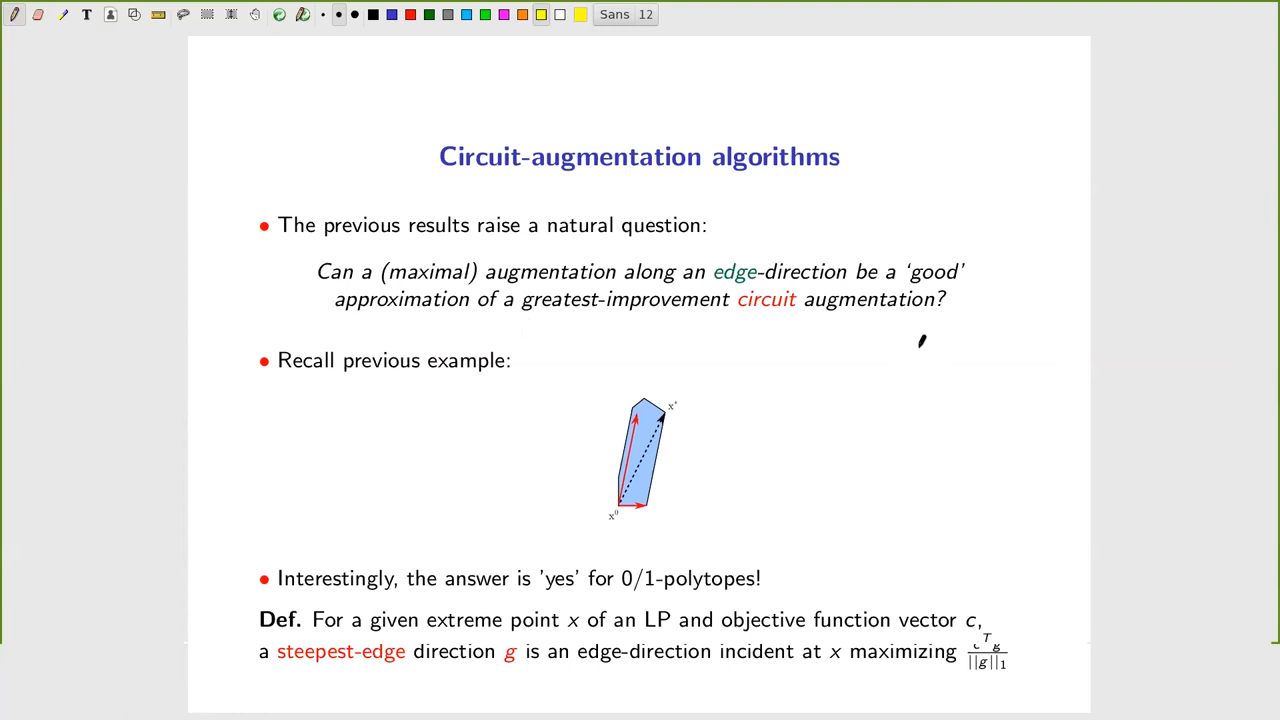 Sans 12
Circuit-augmentation algorithms
• The previous results raise a natural question:
Can a (maximal) augmentation along an edge-direction be a ‘good’
approximation of a greatest-improvement circuit augmentation?
• Recall previous example:
x*
x⁰
• Interestingly, the answer is 'yes' for 0/1-polytopes!
Def. For a given extreme point x of an LP and objective function vector c,
a steepest-edge direction g is an edge-direction incident at x maximizing c^T g / ||g||₁